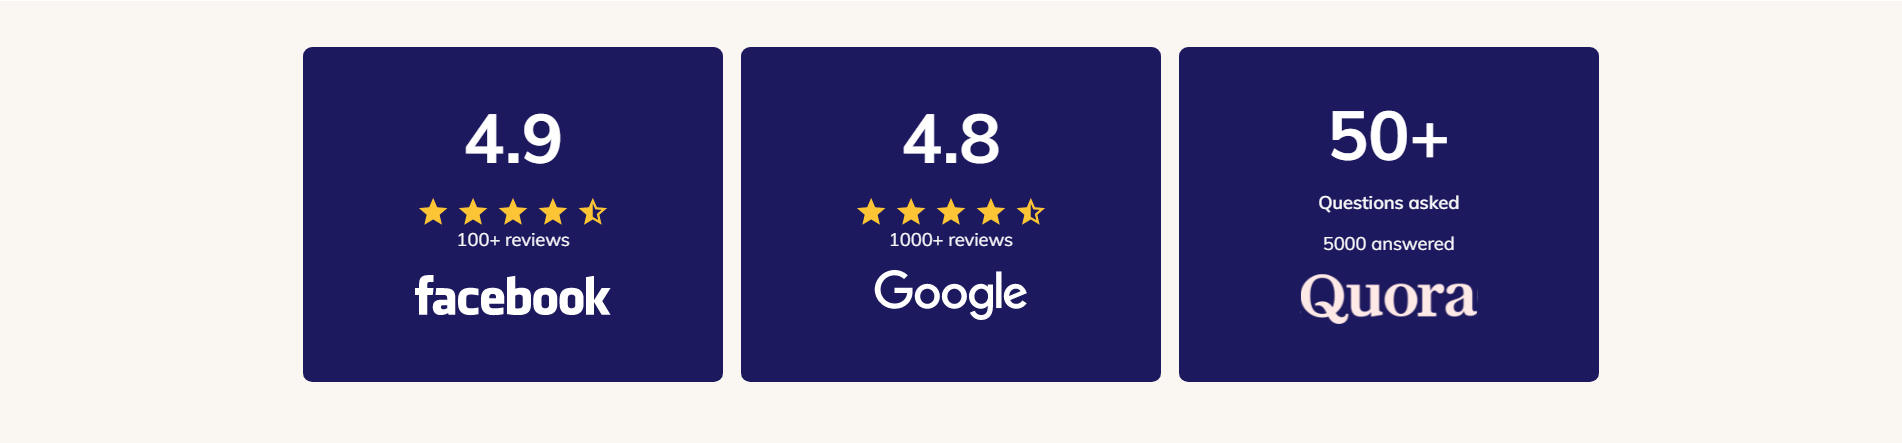 4.9
100+ reviews
facebook
4.8
1000+ reviews
Google
50+
Questions asked
5000 answered
Quora